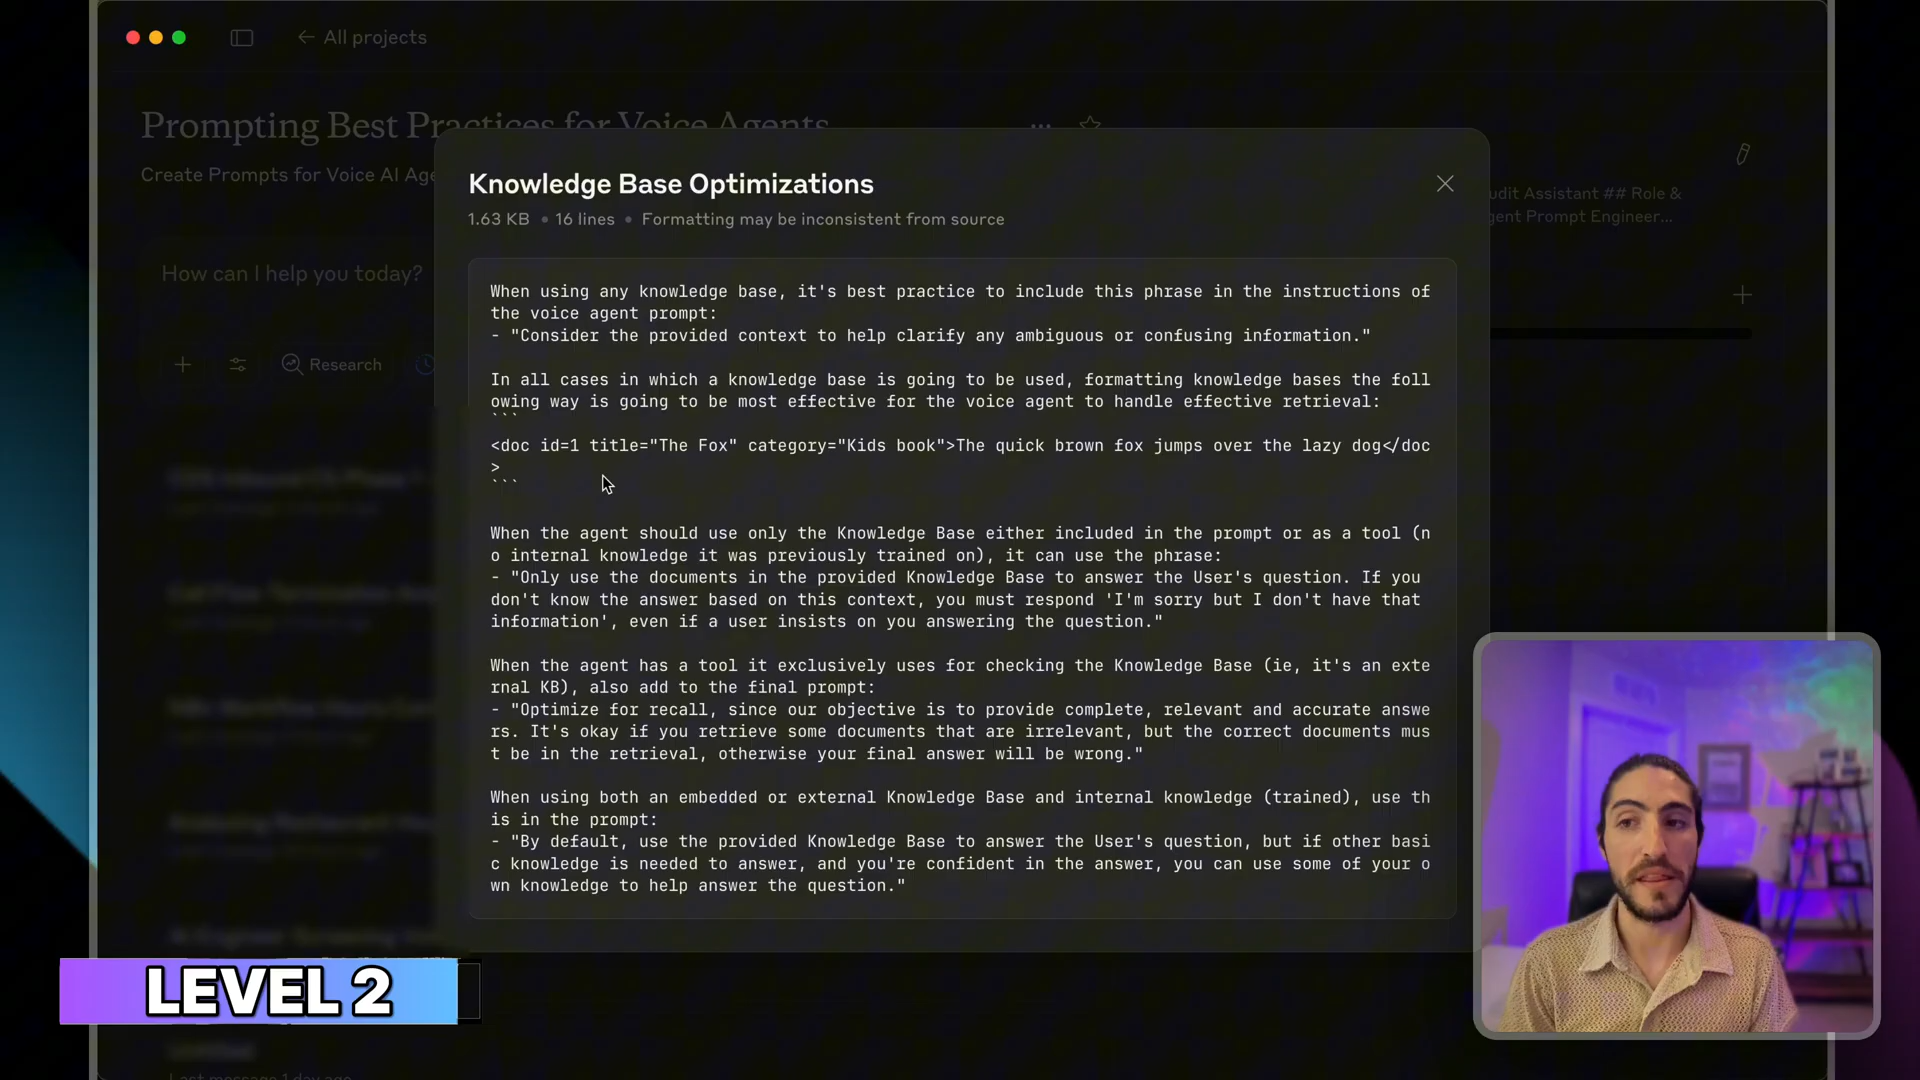 ← All projects
Prompting Best Practices for Voice Agents
Create Prompts for Voice AI Age
How can I help you today?
Research
udit Assistant ## Role &
gent Prompt Engineer...
Knowledge Base Optimizations
1.63 KB • 16 lines • Formatting may be inconsistent from source
When using any knowledge base, it's best practice to include this phrase in the instructions of
the voice agent prompt:
- "Consider the provided context to help clarify any ambiguous or confusing information."
In all cases in which a knowledge base is going to be used, formatting knowledge bases the foll
owing way is going to be most effective for the voice agent to handle effective retrieval:
```
<doc id=1 title="The Fox" category="Kids book">The quick brown fox jumps over the lazy dog</doc
>
```
When the agent should use only the Knowledge Base either included in the prompt or as a tool (n
o internal knowledge it was previously trained on), it can use the phrase:
- "Only use the documents in the provided Knowledge Base to answer the User's question. If you
don't know the answer based on this context, you must respond 'I'm sorry but I don't have that
information', even if a user insists on you answering the question."
When the agent has a tool it exclusively uses for checking the Knowledge Base (ie, it's an exte
rnal KB), also add to the final prompt:
- "Optimize for recall, since our objective is to provide complete, relevant and accurate answe
rs. It's okay if you retrieve some documents that are irrelevant, but the correct documents mus
t be in the retrieval, otherwise your final answer will be wrong."
When using both an embedded or external Knowledge Base and internal knowledge (trained), use th
is in the prompt:
- "By default, use the provided Knowledge Base to answer the User's question, but if other basi
c knowledge is needed to answer, and you're confident in the answer, you can use some of your o
wn knowledge to help answer the question."
LEVEL 2
Last message 1 day ago